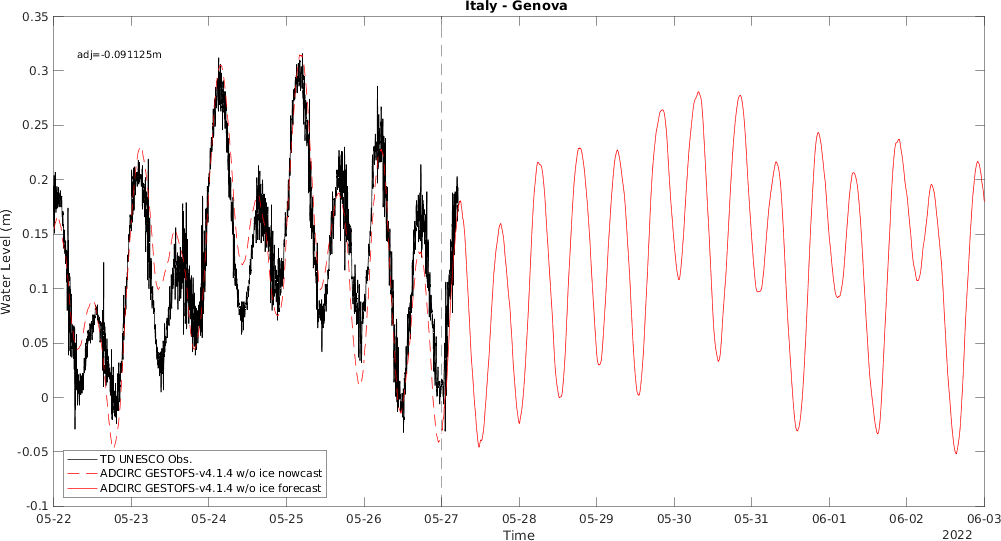 Italy - Genova
0.35
0.3
0.25
0.2
0.15
0.1
0.05
0
-0.05
-0.1
Water Level (m)
adj=-0.091125m
TD UNESCO Obs.
ADCIRC GESTOFS-v4.1.4 w/o ice nowcast
ADCIRC GESTOFS-v4.1.4 w/o ice forecast
05-22 05-23 05-24 05-25 05-26 05-27 05-28 05-29 05-30 05-31 06-01 06-02 06-03
Time
2022